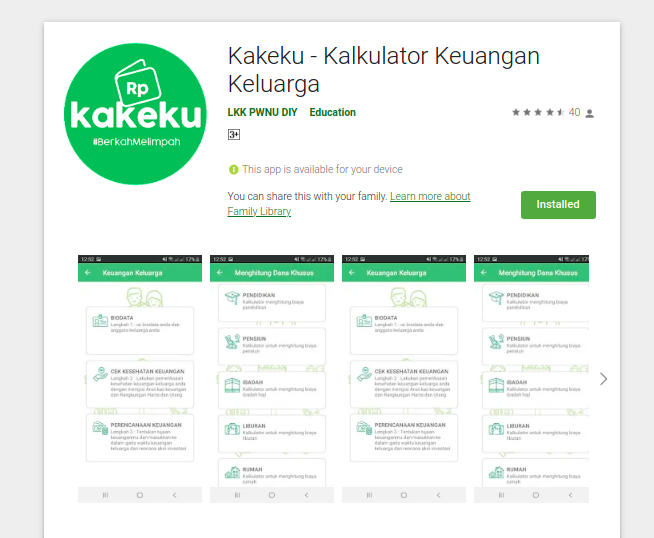 Rp
kakeku
#BerkahMelimpah
Kakeku - Kalkulator Keuangan
Keluarga
LKK PWNU DIY Education
40
3+
This app is available for your device
You can share this with your family. Learn more about
Family Library
Installed
12:52 17%
Keuangan Keluarga
BIODATA
Langkah 1 : isi biodata anda dan
anggota keluarga anda
CEK KESEHATAN KEUANGAN
Langkah 2 : Lakukan pemeriksaan
kesehatan keuangan keluarga anda
dengan mengisi Arus kas keuangan
dan Rangkungan Harta dan Utang
PERENCANAAN KEUANGAN
Langkah 3 : Tentukan tujuan
keuanganmu dan masukkan ke
dalam garis waktu keuangan
keluarga dan rencana aksi investasi
12:52 17%
Menghitung Dana Khusus
PENDIDIKAN
Kalkulator menghitung biaya
pendidikan
PENSIUN
Kalkulator untuk menghitung biaya
pensiun
IBADAH
Kalkulator untuk menghitung biaya
ibadah haji
LIBURAN
Kalkulator untuk menghitung biaya
liburan
RUMAH
Kalkulator untuk menghitung biaya
rumah
12:52 17%
Keuangan Keluarga
BIODATA
Langkah 1 : isi biodata anda dan
anggota keluarga anda
CEK KESEHATAN KEUANGAN
Langkah 2 : Lakukan pemeriksaan
kesehatan keuangan keluarga anda
dengan mengisi Arus kas keuangan
dan Rangkungan Harta dan Utang
PERENCANAAN KEUANGAN
Langkah 3 : Tentukan tujuan
keuanganmu dan masukkan ke
dalam garis waktu keuangan
keluarga dan rencana aksi investasi
12:52 17%
Menghitung Dana Khusus
PENDIDIKAN
Kalkulator menghitung biaya
pendidikan
PENSIUN
Kalkulator untuk menghitung biaya
pensiun
IBADAH
Kalkulator untuk menghitung biaya
ibadah haji
LIBURAN
Kalkulator untuk menghitung biaya
liburan
RUMAH
Kalkulator untuk menghitung biaya
rumah